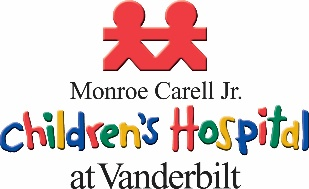 Monroe Carell Jr.
Children's Hospital
at Vanderbilt